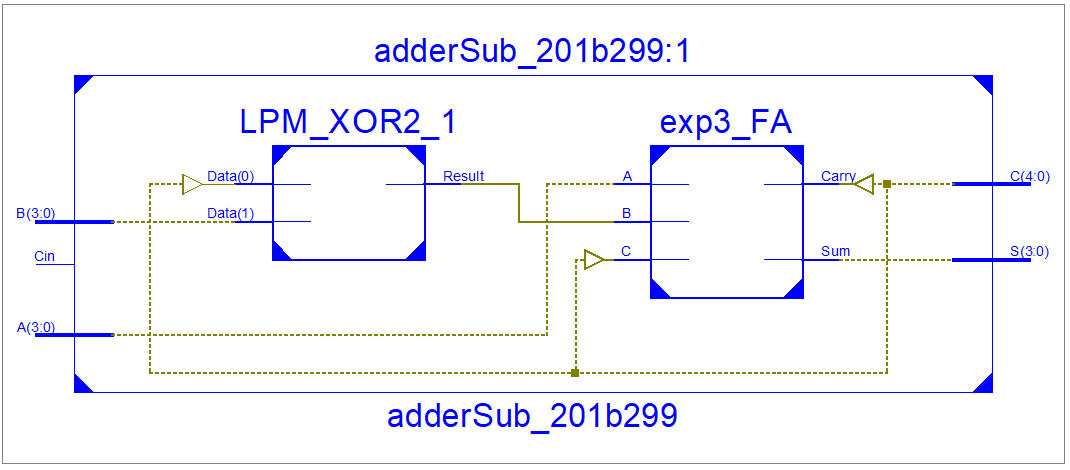 adderSub_201b299:1
LPM_XOR2_1
exp3_FA
Data(0)
Result
A
Carry
C(4:0)
B(3:0)
Data(1)
B
Cin
C
Sum
S(3:0)
A(3:0)
adderSub_201b299